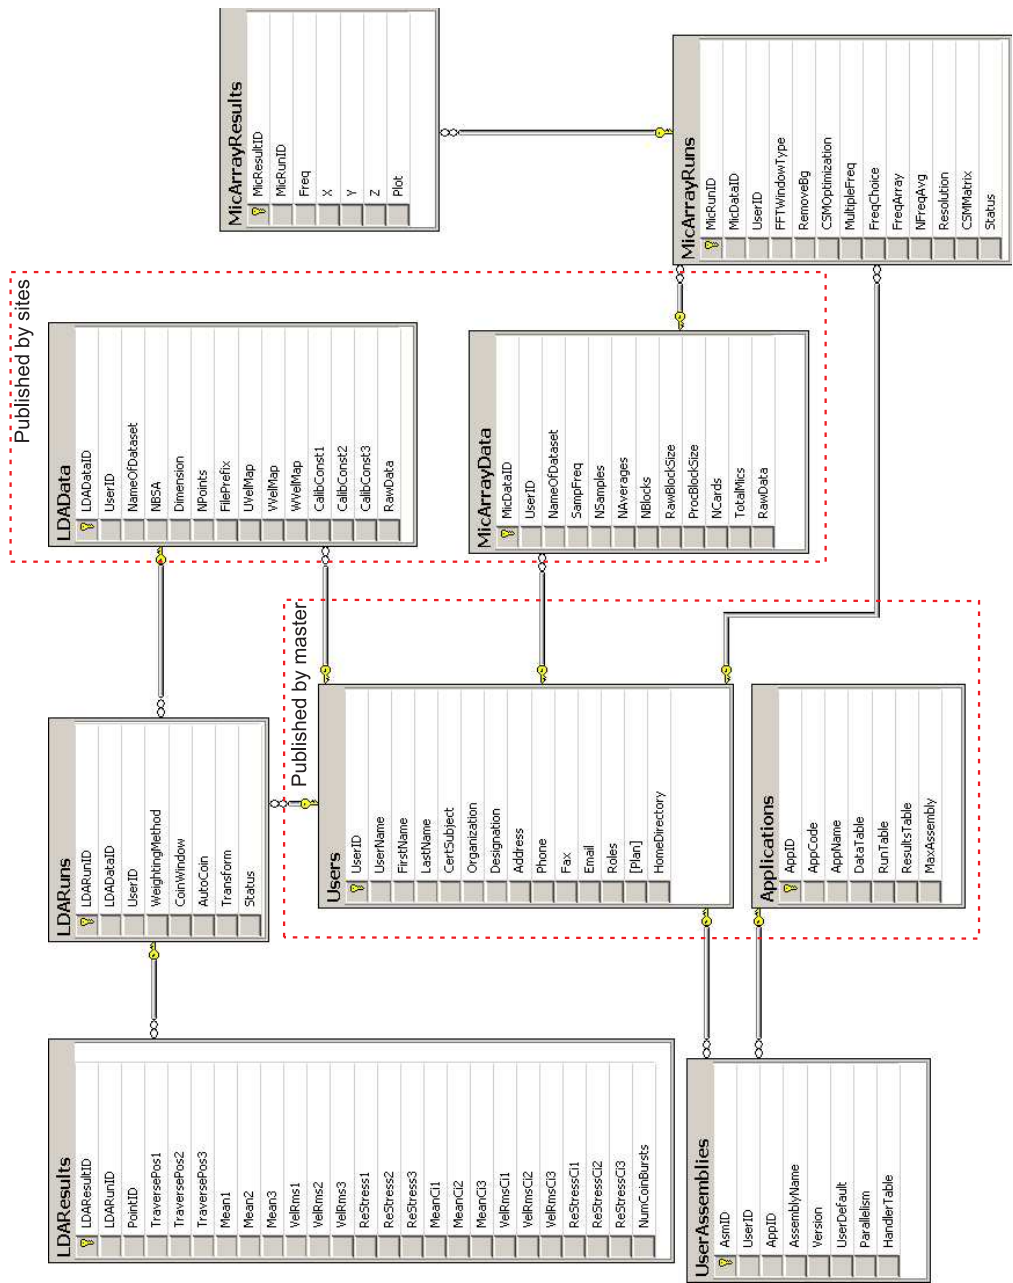 LDAResults
LDAResultID
LDARunID
PointID
TraversePos1
TraversePos2
TraversePos3
Mean1
Mean2
Mean3
VelRms1
VelRms2
VelRms3
ReStress1
ReStress2
ReStress3
MeanCi1
MeanCi2
MeanCi3
VelRmsCi1
VelRmsCi2
VelRmsCi3
ReStressCi1
ReStressCi2
ReStressCi3
NumCoinBursts
LDARuns
LDARunID
LDADataID
UserID
WeightingMethod
CoinWindow
AutoCoin
Transform
Status
Published by sites
LDAData
LDADataID
UserID
NameOfDataset
NBSA
Dimension
NPoints
FilePrefix
UVelMap
VVelMap
WVelMap
CalibConst1
CalibConst2
CalibConst3
RawData
MicArrayResults
MicResultID
MicRunID
Freq
X
Y
Z
Plot
Published by master
Users
UserID
UserName
FirstName
LastName
CertSubject
Organization
Designation
Address
Phone
Fax
Email
Roles
[Plan]
HomeDirectory
MicArrayData
MicDataID
UserID
NameOfDataset
SampFreq
NSamples
NAverages
NBlocks
RawBlockSize
ProcBlockSize
NCards
TotalMics
RawData
MicArrayRuns
MicRunID
MicDataID
UserID
FFTWindowType
RemoveBg
CSMOptimization
MultipleFreq
FreqChoice
FreqArray
NFreqAvg
Resolution
CSMMatrix
Status
UserAssemblies
AsmID
UserID
AppID
AssemblyName
Version
UserDefault
Parallelism
HandlerTable
Applications
AppID
AppCode
AppName
DataTable
RunTable
ResultsTable
MaxAssembly